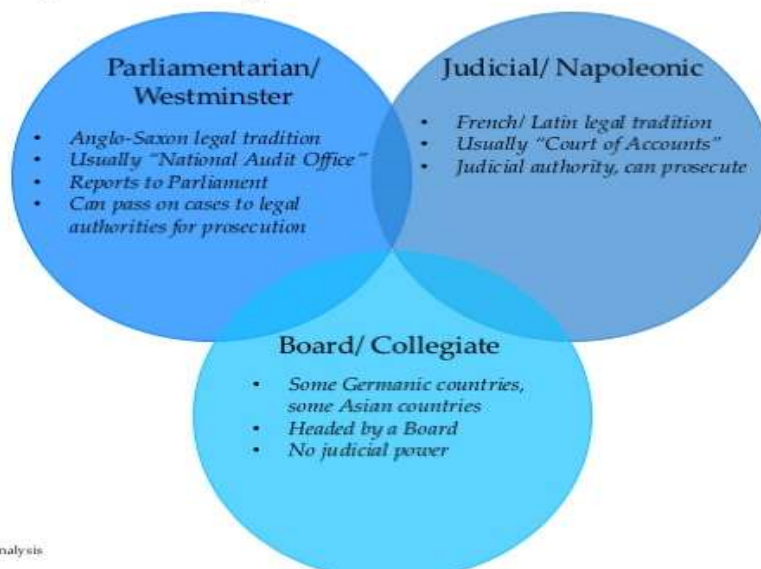 Parliamentarian/
Westminster
• Anglo-Saxon legal tradition
• Usually “National Audit Office”
• Reports to Parliament
• Can pass on cases to legal
authorities for prosecution
Judicial/ Napoleonic
• French/ Latin legal tradition
• Usually “Court of Accounts”
• Judicial authority, can prosecute
Board/ Collegiate
• Some Germanic countries,
some Asian countries
• Headed by a Board
• No judicial power
nalysis